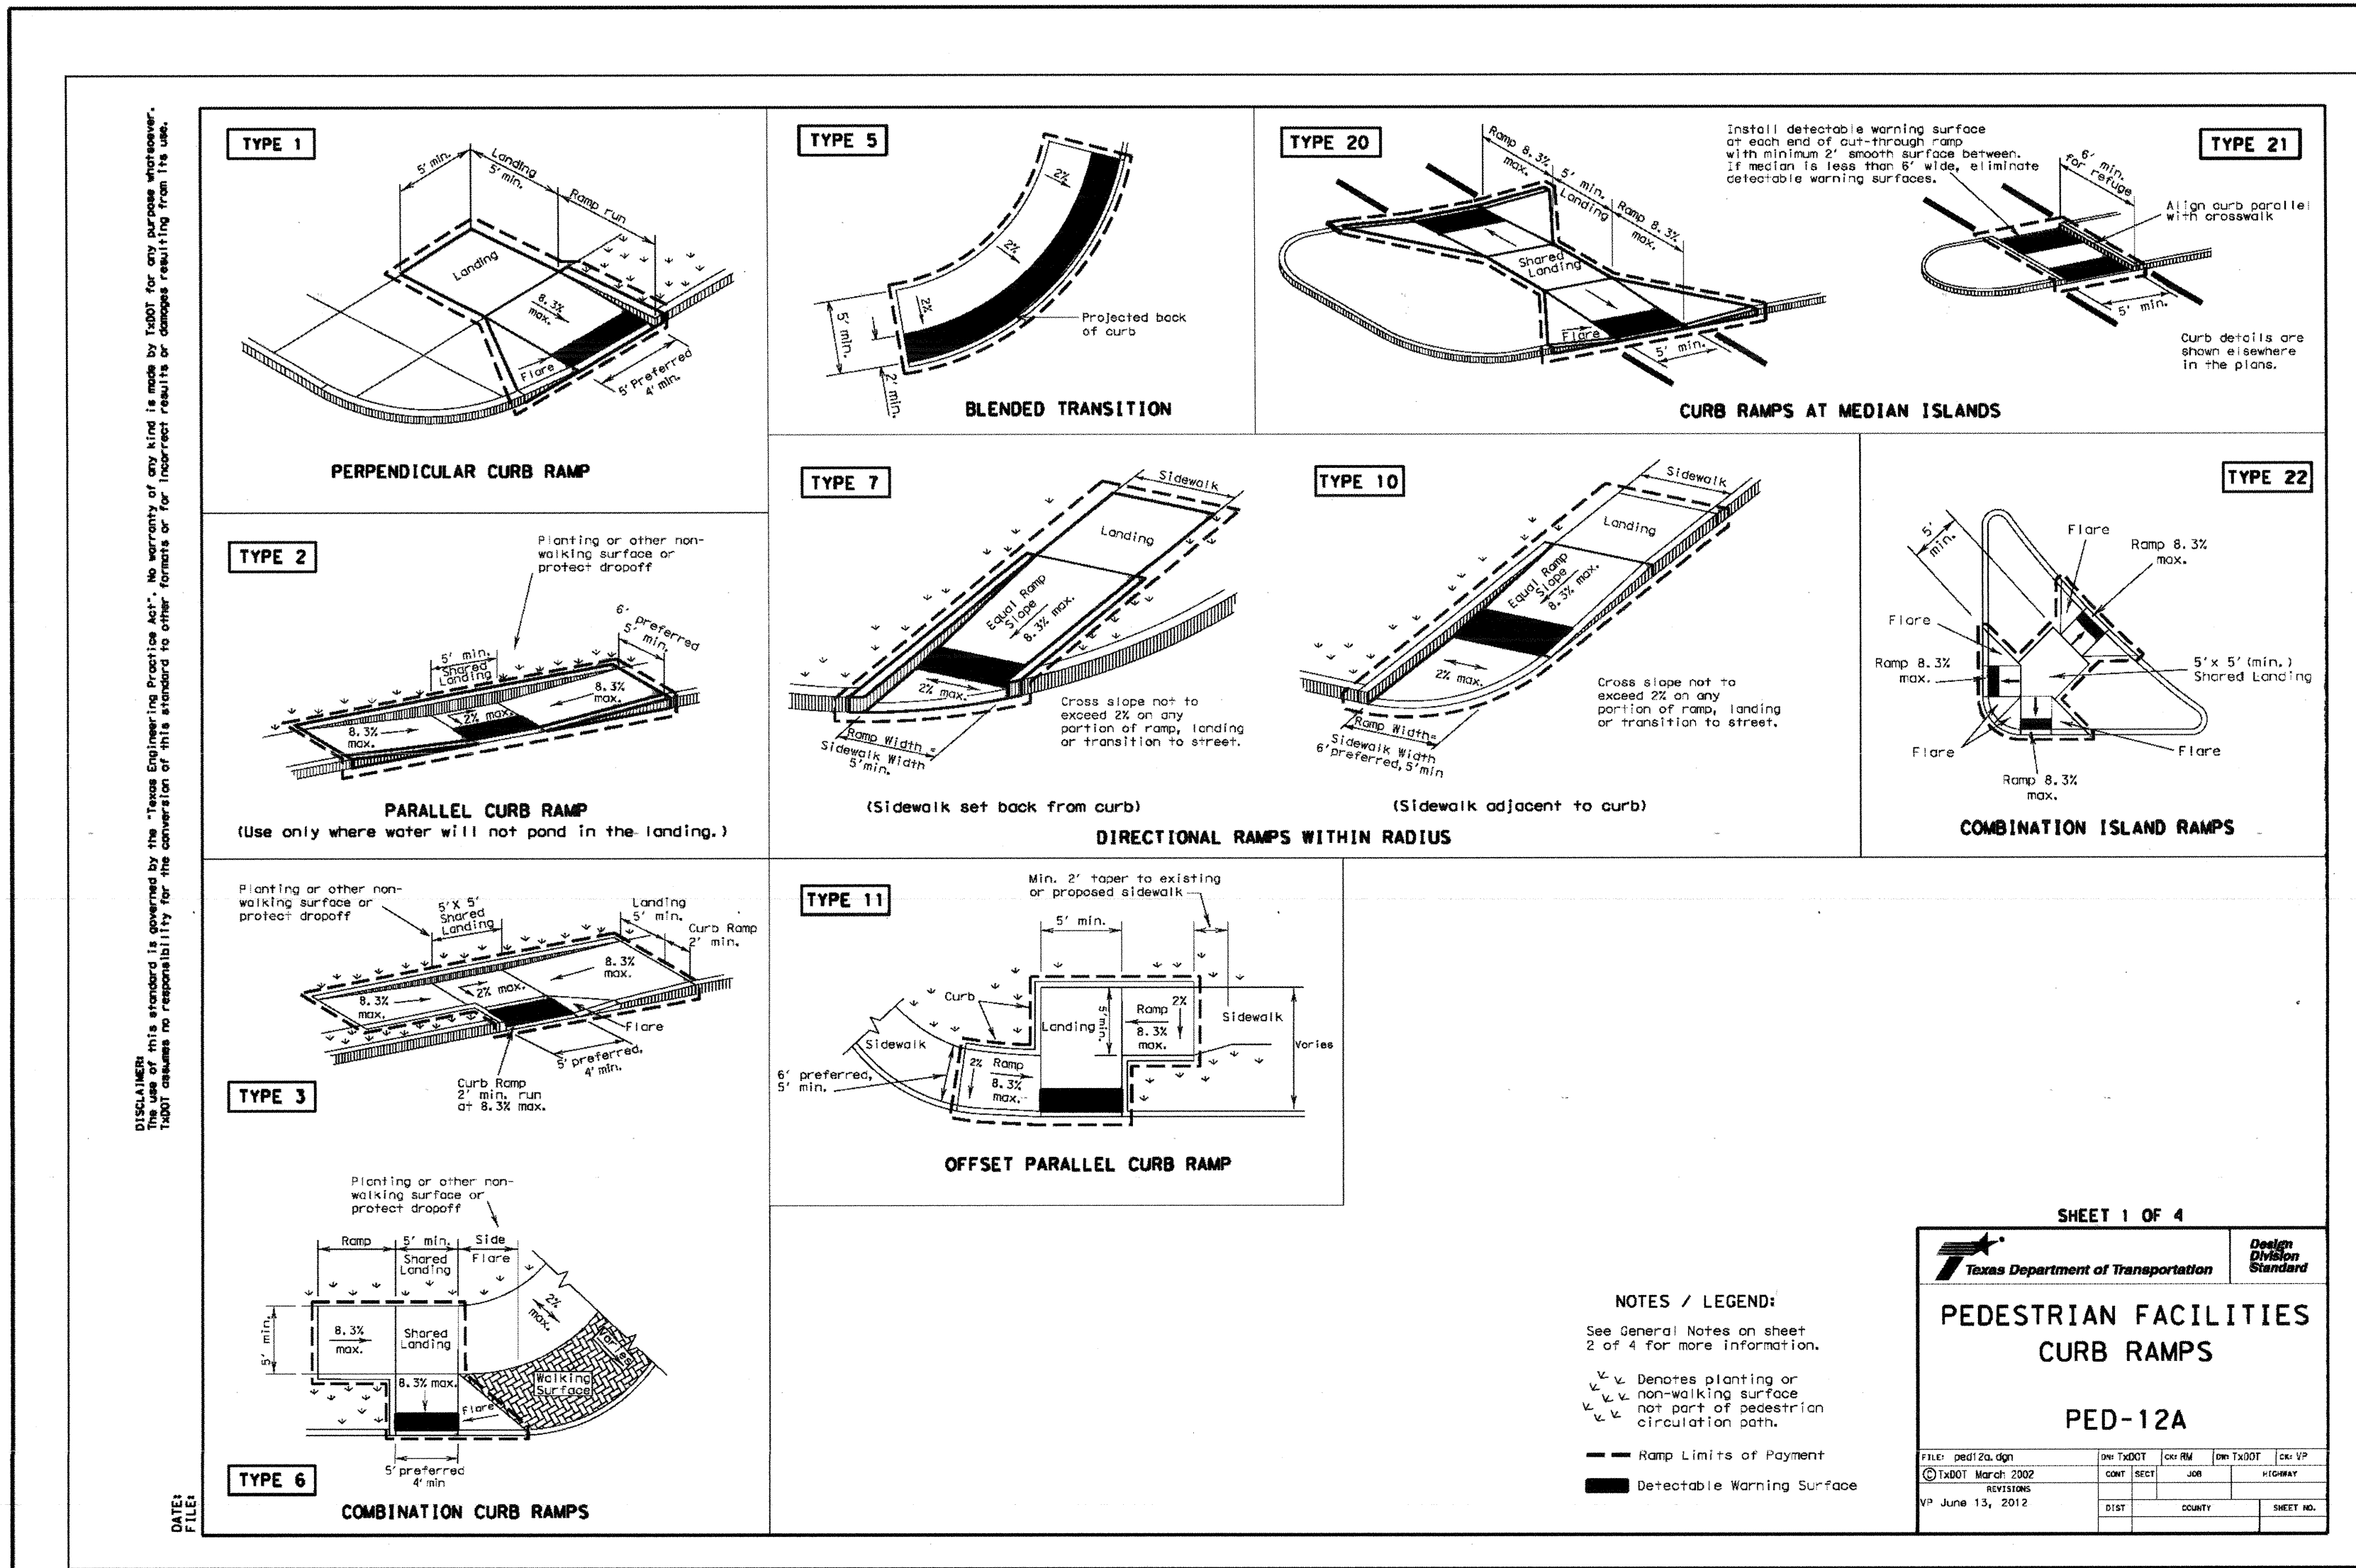 DISCLAIMER:
The use of this standard is governed by the "Texas Engineering Practice Act". No warranty of any kind is made by TxDOT for any purpose whatsoever.
TxDOT assumes no responsibility for the conversion of this standard to other formats or for incorrect results or damages resulting from its use.
DATE:
FILE:
TYPE 1
5' min.
Landing
5' min.
Ramp run
Landing
8.3%
max.
Flare
5' Preferred
4' min.
PERPENDICULAR CURB RAMP
TYPE 2
Planting or other non-
walking surface or
protect dropoff
6' preferred
5' min.
5' min.
Shared
Landing
8.3%
max.
2% max.
8.3%
max.
PARALLEL CURB RAMP
(Use only where water will not pond in the landing.)
Planting or other non-
walking surface or
protect dropoff
5'X 5'
Shared
Landing
Landing
5' min.
Curb Ramp
2' min.
8.3%
max.
2% max.
8.3%
max.
Flare
5' preferred,
4' min.
Curb Ramp
2' min. run
at 8.3% max.
TYPE 3
Planting or other non-
walking surface or
protect dropoff
Ramp
5' min.
Shared
Landing
Side
Flare
2%
max.
5' min.
8.3%
max.
Shared
Landing
Varies
Walking
Surface
8.3% max.
Flare
5' preferred
4' min
TYPE 6
COMBINATION CURB RAMPS
TYPE 5
2%
2%
2%
5' min.
2' min.
Projected back
of curb
BLENDED TRANSITION
TYPE 20
Ramp 8.3%
max.
5' min.
Landing
Ramp 8.3%
max.
Shared
Landing
Flare
5' min.
Install detectable warning surface
at each end of cut-through ramp
with minimum 2' smooth surface between.
If median is less than 6' wide, eliminate
detectable warning surfaces.
TYPE 21
6' min.
for refuge
Align curb parallel
with crosswalk
5' min.
Curb details are
shown elsewhere
in the plans.
CURB RAMPS AT MEDIAN ISLANDS
TYPE 7
Sidewalk
Landing
Equal Ramp
Slope
8.3% max.
2% max.
Ramp Width =
Sidewalk Width
5'min.
Cross slope not to
exceed 2% on any
portion of ramp, landing
or transition to street.
(Sidewalk set back from curb)
TYPE 10
Sidewalk
Landing
Equal Ramp
Slope
8.3% max.
2% max.
Ramp Width=
Sidewalk Width
6'preferred,5'min
Cross slope not to
exceed 2% on any
portion of ramp, landing
or transition to street.
(Sidewalk adjacent to curb)
DIRECTIONAL RAMPS WITHIN RADIUS
TYPE 22
5'
min.
Flare
Ramp 8.3%
max.
Flare
Ramp 8.3%
max.
5'x 5'(min.)
Shared Landing
Flare
Flare
Ramp 8.3%
max.
COMBINATION ISLAND RAMPS
TYPE 11
Min. 2' taper to existing
or proposed sidewalk
5' min.
Curb
Landing
5'min.
Ramp
2%
8.3%
max.
Sidewalk
Varies
Sidewalk
2%
Ramp
8.3%
max.
6' preferred,
5' min.
OFFSET PARALLEL CURB RAMP
NOTES / LEGEND:
See General Notes on sheet
2 of 4 for more information.
Denotes planting or
non-walking surface
not part of pedestrian
circulation path.
Ramp Limits of Payment
Detectable Warning Surface
SHEET 1 OF 4
Texas Department of Transportation
Design
Division
Standard
PEDESTRIAN FACILITIES
CURB RAMPS
PED-12A
FILE: ped12a.dgn
DN: TxDOT
CK: RM
DW: TxDOT
CK: VP
©TxDOT March 2002
CONT
SECT
JOB
HIGHWAY
REVISIONS
VP June 13, 2012
DIST
COUNTY
SHEET NO.